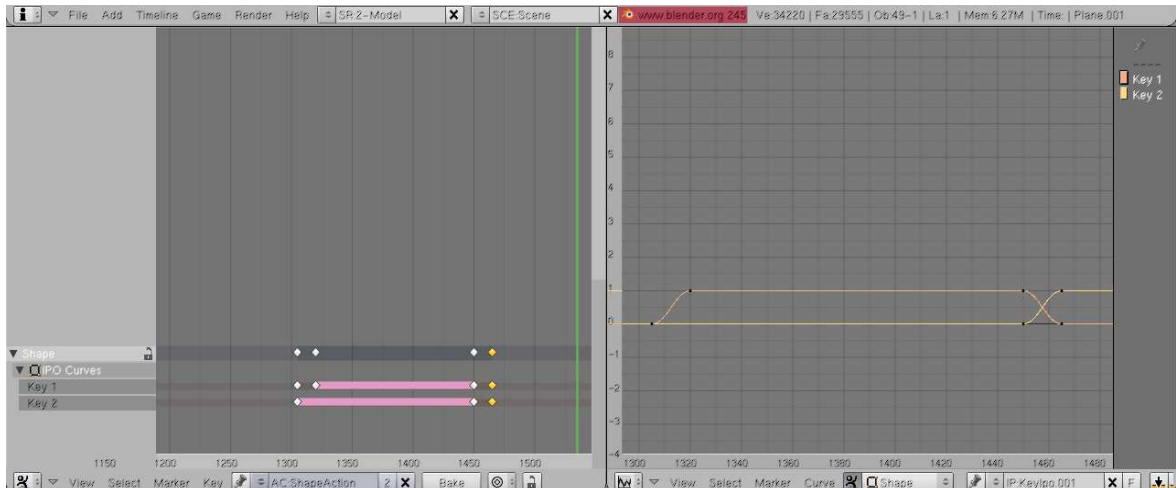 File Add Timeline Game Render Help SR:2-Model X SCE:Scene X www.blender.org 245 Ve:34220 | Fa:29555 | Ob:49-1 | La:1 | Mem:6.27M | Time: | Plane.001
8
7
6
5
4
3
2
1
0
-1
-2
-3
-4
Key 1
Key 2
Shape
IPO Curves
Key 1
Key 2
1150 1200 1250 1300 1350 1400 1450 1500
1300 1320 1340 1360 1380 1400 1420 1440 1460 1480
View Select Marker Key AC:ShapeAction 2 X Bake
View Select Marker Curve Shape IP:KeyIpo.001 X F